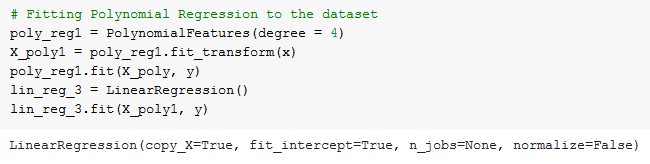 # Fitting Polynomial Regression to the dataset
poly_reg1 = PolynomialFeatures(degree = 4)
X_poly1 = poly_reg1.fit_transform(x)
poly_reg1.fit(X_poly, y)
lin_reg_3 = LinearRegression()
lin_reg_3.fit(X_poly1, y)
LinearRegression(copy_X=True, fit_intercept=True, n_jobs=None, normalize=False)